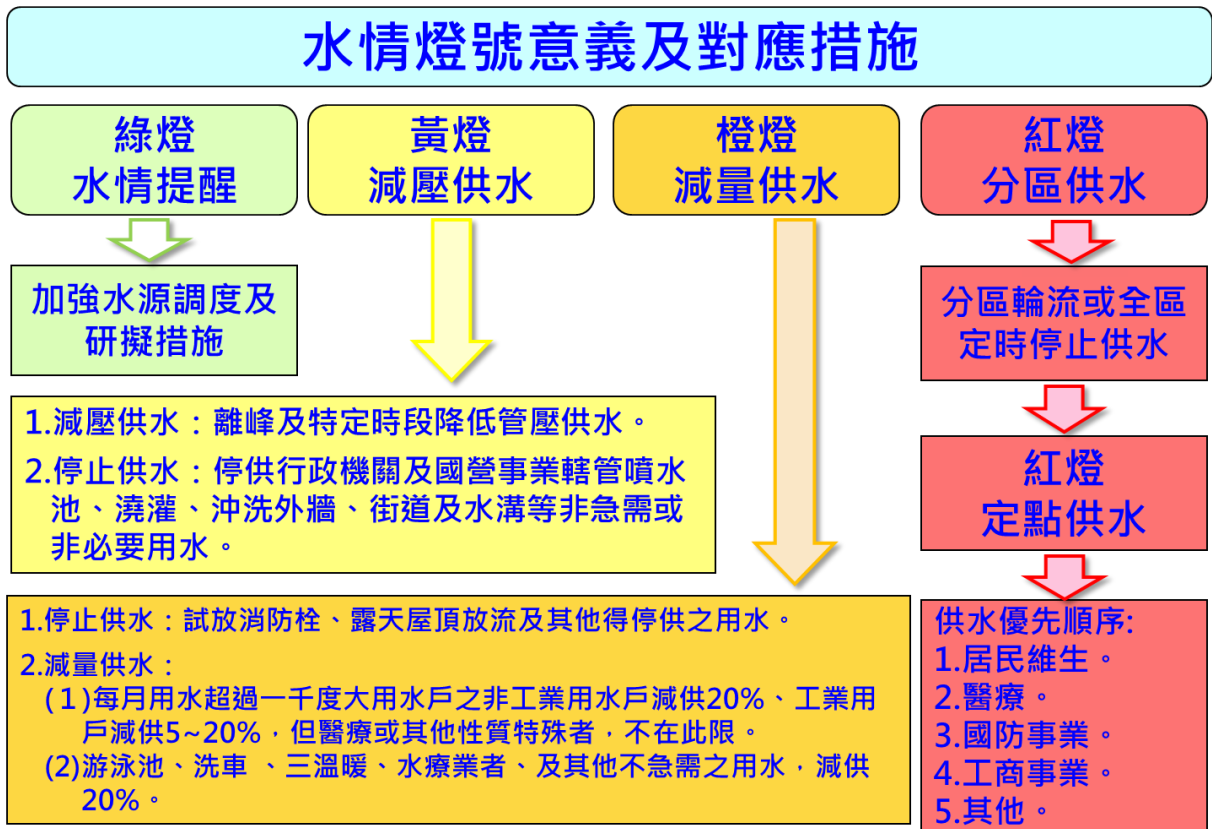 水情燈號意義及對應措施
綠燈
水情提醒
加強水源調度及
研擬措施
黃燈
減壓供水
1.減壓供水：離峰及特定時段降低管壓供水。
2.停止供水：停供行政機關及國營事業轄管噴水
池、澆灌、沖洗外牆、街道及水溝等非急需或
非必要用水。
橙燈
減量供水
1.停止供水：試放消防栓、露天屋頂放流及其他得停供之用水。
2.減量供水：
(１)每月用水超過一千度大用水戶之非工業用水戶減供20%、工業用
戶減供5~20%，但醫療或其他性質特殊者，不在此限。
(2)游泳池、洗車 、三溫暖、水療業者、及其他不急需之用水，減供
20%。
紅燈
分區供水
分區輪流或全區
定時停止供水
紅燈
定點供水
供水優先順序:
1.居民維生。
2.醫療。
3.國防事業。
4.工商事業。
5.其他。